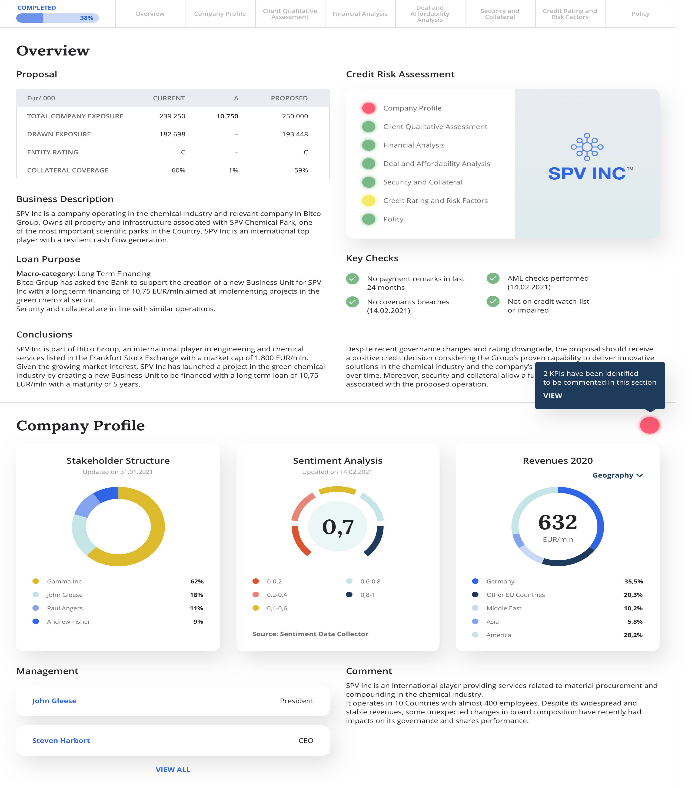 COMPLETED
38%
Overview
Company Profile
Client Qualitative
Assessment
Financial Analysis
Deal and
Affordability
Analysis
Security and
Collateral
Credit Rating and
Risk Factors
Policy
Overview
Proposal
Eur/.000 CURRENT Δ PROPOSED
TOTAL COMPANY EXPOSURE 239 250 10.750 250 000
DRAWN EXPOSURE 182 698 – 193 448
ENTITY RATING C – C
COLLATERAL COVERAGE 60% 1% 59%
Credit Risk Assessment
Company Profile
Client Qualitative Assessment
Financial Analysis
Deal and Affordability Analysis
Security and Collateral
Credit Rating and Risk Factors
Policy
SPV INC™
Business Description
SPV Inc is a company operating in the chemical industry and relevant company in Bitco
Group. Owns all property and infrastructure associated with SPV Chemical Park, one
of the most important scientific parks in the Country. SPV Inc is an international top
player with a resilient cash flow generation.
Loan Purpose
Macro-category: Long Term Financing
Bitco Group has asked the Bank to support the creation of a new Business Unit for SPV
Inc with a long term financing of 10,75 EUR/mln aimed at implementing projects in the
green chemical sector.
Security and collateral are in line with similar operations.
Key Checks
No payment remarks in last
24 months
AML checks performed
(14.02.2021)
No covenants breaches
(14.02.2021)
Not on credit watch list
or impaired
Conclusions
SPV Inc is part of Bitco Group, an international player in engineering and chemical
services listed in the Frankfurt Stock Exchange with a market cap of 1.800 EUR/mln.
Given the growing market interest, SPV Inc has launched a project in the green chemical
industry by creating a new Business Unit to be financed with a long term loan of 10,75
EUR/mln with a maturity of 5 years.
Despite recent governance changes and rating downgrade, the proposal should receive
a positive credit decision considering the Group's proven capability to deliver innovative
solutions in the chemical industry and the company's
over time. Moreover, security and collateral allow a fu
associated with the proposed operation.
2 KPIs have been identified
to be commented in this section
VIEW
Company Profile
Stakeholder Structure
Updated on 31.01.2021
Gamma Inc 62%
John Gleese 18%
Paul Angers 11%
Andrew Fisher 9%
Sentiment Analysis
Updated on 14.02.2021
0,7
0-0,2
0,2-0,4
0,4-0,6
0,6-0,8
0,8-1
Source: Sentiment Data Collector
Revenues 2020
Geography
632
EUR/mln
Germany 35,5%
Other EU Countries 20,3%
Middle East 10,2%
Asia 5,8%
America 28,2%
Management
John Gleese President
Steven Harbort CEO
VIEW ALL
Comment
SPV Inc is an international player providing services related to material procurement and
compounding in the chemical industry.
It operates in 10 Countries with almost 400 employees. Despite its widespread and
stable revenues, some unexpected changes in board composition have recently had
impacts on its governance and shares performance.